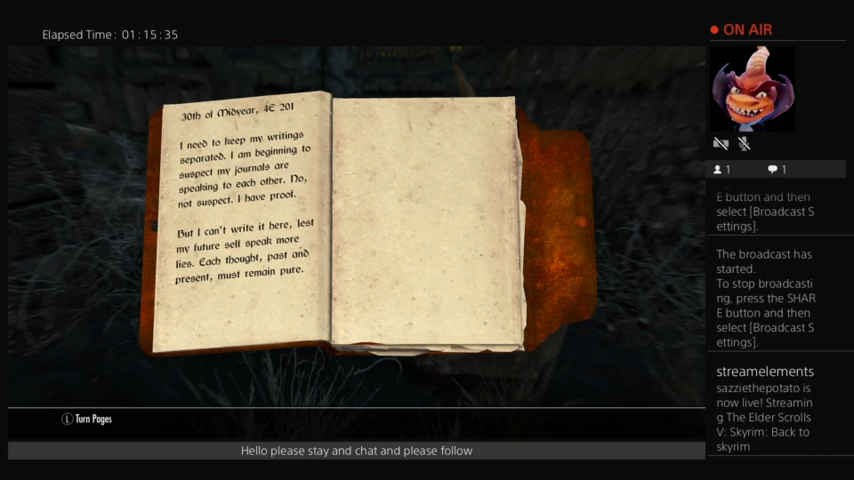 Elapsed Time: 01:15:35
ON AIR
30th of Midyear, 4E 201
I need to keep my writings
separated. I am beginning to
suspect my journals are
speaking to each other. No,
not suspect. I have proof.
But I can't write it here, lest
my future self speak more
lies. Each thought, past and
present, must remain pure.
L Turn Pages
Hello please stay and chat and please follow
1
1
E button and then
select [Broadcast S
ettings].
The broadcast has
started.
To stop broadcasti
ng, press the SHAR
E button and then
select [Broadcast S
ettings].
streamelements
sazziethepotato is
now live! Streamin
g The Elder Scrolls
V: Skyrim: Back to
skyrim